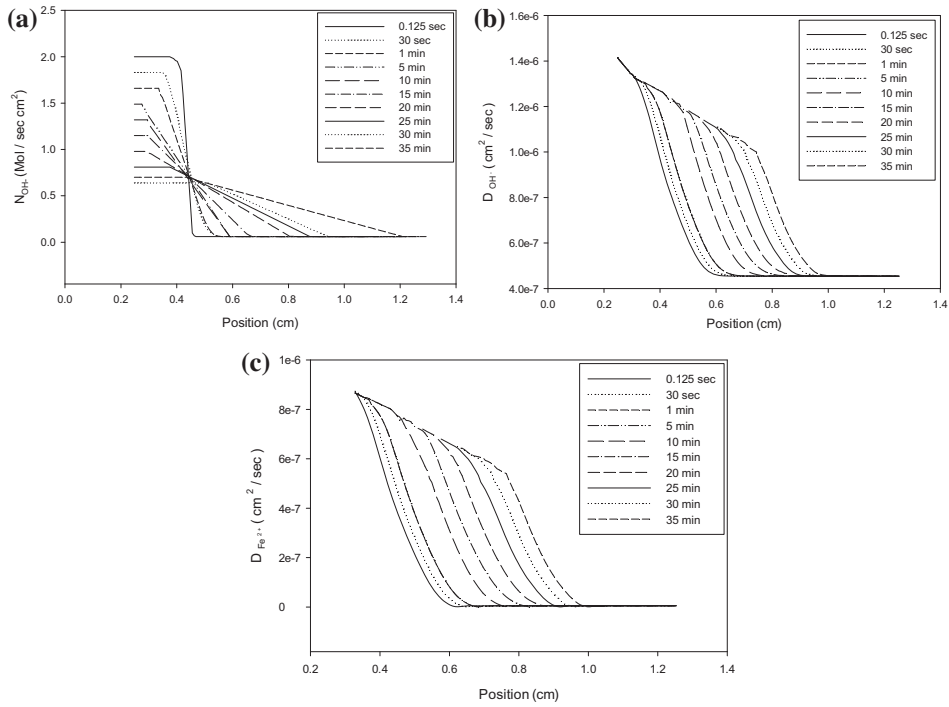 (a)
N OH- (Mol / sec cm²)
2.5
2.0
1.5
1.0
0.5
0.0
0.0 0.2 0.4 0.6 0.8 1.0 1.2 1.4
Position (cm)
0.125 sec
30 sec
1 min
5 min
10 min
15 min
20 min
25 min
30 min
35 min
(b)
D OH⁻ ( cm² / sec)
1.6e-6
1.4e-6
1.2e-6
1.0e-6
8.0e-7
6.0e-7
4.0e-7
0.0 0.2 0.4 0.6 0.8 1.0 1.2 1.4
Position (cm)
0.125 sec
30 sec
1 min
5 min
10 min
15 min
20 min
25 min
30 min
35 min
(c)
D Fe²⁺ ( cm² / sec )
1e-6
8e-7
6e-7
4e-7
2e-7
0
0.2 0.4 0.6 0.8 1.0 1.2 1.4
Position (cm)
0.125 sec
30 sec
1 min
5 min
10 min
15 min
20 min
25 min
30 min
35 min